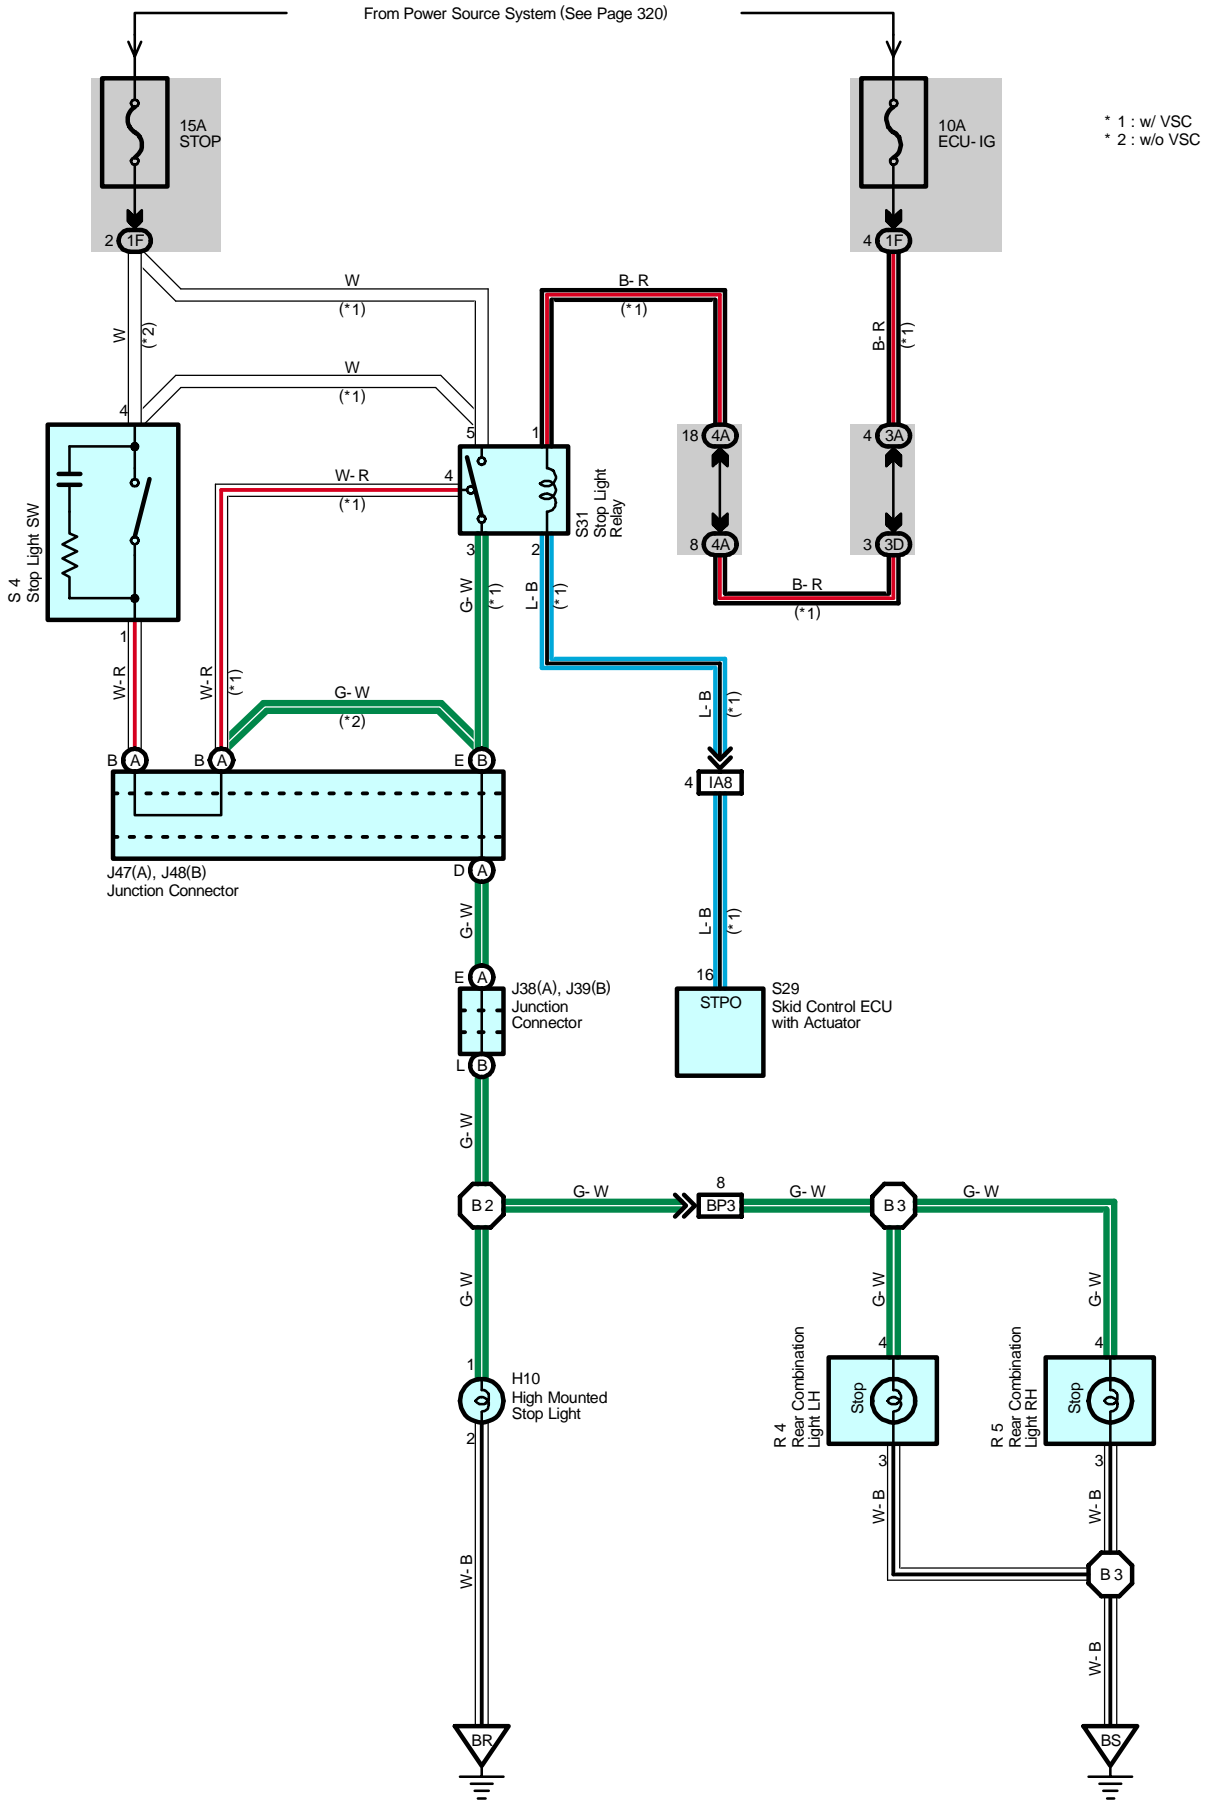 From Power Source System (See Page 320)
15A
STOP
10A
ECU- IG
* 1 : w/ VSC
* 2 : w/o VSC
2 1F
4 1F
W
(*1)
W
(*2)
B- R
(*1)
B- R
(*1)
W
(*1)
4
5
1
18 4A
4 3A
S 4
Stop Light SW
W- R
(*1)
4
S31
Stop Light
Relay
3
2
8 4A
3 3D
G- W
(*1)
L- B
(*1)
B- R
(*1)
1
W- R
W- R
(*1)
G- W
(*2)
L- B
(*1)
B A
B A
E B
4 IA8
J47(A), J48(B)
Junction Connector
D A
G- W
L- B
(*1)
E A
J38(A), J39(B)
Junction
Connector
L B
16
STPO
S29
Skid Control ECU
with Actuator
G- W
B 2
G- W
8
BP3
G- W
B 3
G- W
G- W
G- W
G- W
1
H10
High Mounted
Stop Light
2
4
Stop
R 4
Rear Combination
Light LH
3
4
Stop
R 5
Rear Combination
Light RH
3
W- B
W- B
W- B
B 3
W- B
BR
BS